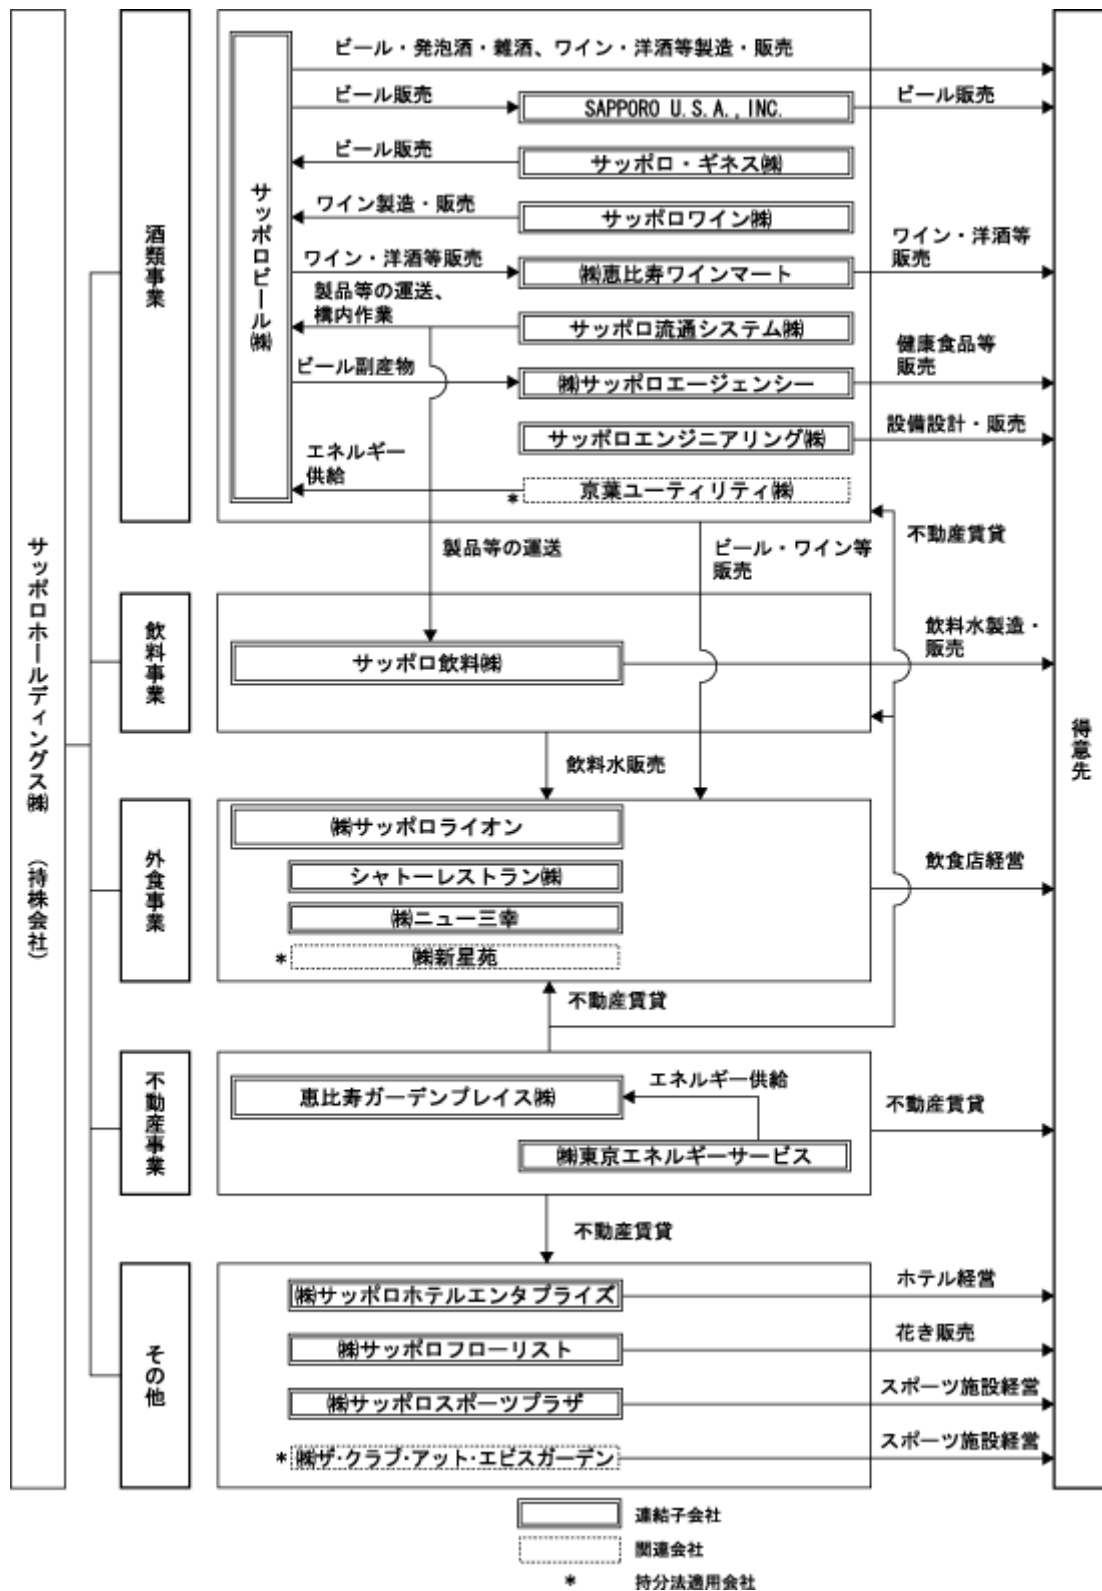 サッポロホールディングス㈱
（持株会社）
酒類事業
サッポロビール㈱
ビール・発泡酒・雑酒、ワイン・洋酒等製造・販売
ビール販売
SAPPORO U.S.A.,INC.
ビール販売
ビール販売
サッポロ・ギネス㈱
ワイン製造・販売
サッポロワイン㈱
ワイン・洋酒等販売
㈱恵比寿ワインマート
ワイン・洋酒等
販売
製品等の運送、
構内作業
サッポロ流通システム㈱
ビール副産物
㈱サッポロエージェンシー
健康食品等
販売
サッポロエンジニアリング㈱
設備設計・販売
エネルギー
供給
*
京葉ユーティリティ㈱
製品等の運送
ビール・ワイン等
販売
不動産賃貸
飲料事業
サッポロ飲料㈱
飲料水製造・
販売
飲料水販売
外食事業
㈱サッポロライオン
シャトーレストラン㈱
㈱ニュー三幸
*
㈱新星苑
飲食店経営
不動産賃貸
不動産事業
恵比寿ガーデンプレイス㈱
エネルギー供給
㈱東京エネルギーサービス
不動産賃貸
不動産賃貸
その他
㈱サッポロホテルエンタプライズ
ホテル経営
㈱サッポロフローリスト
花き販売
㈱サッポロスポーツプラザ
スポーツ施設経営
*
㈱ザ・クラブ・アット・エビスガーデン
スポーツ施設経営
得意先
連結子会社
関連会社
*
持分法適用会社